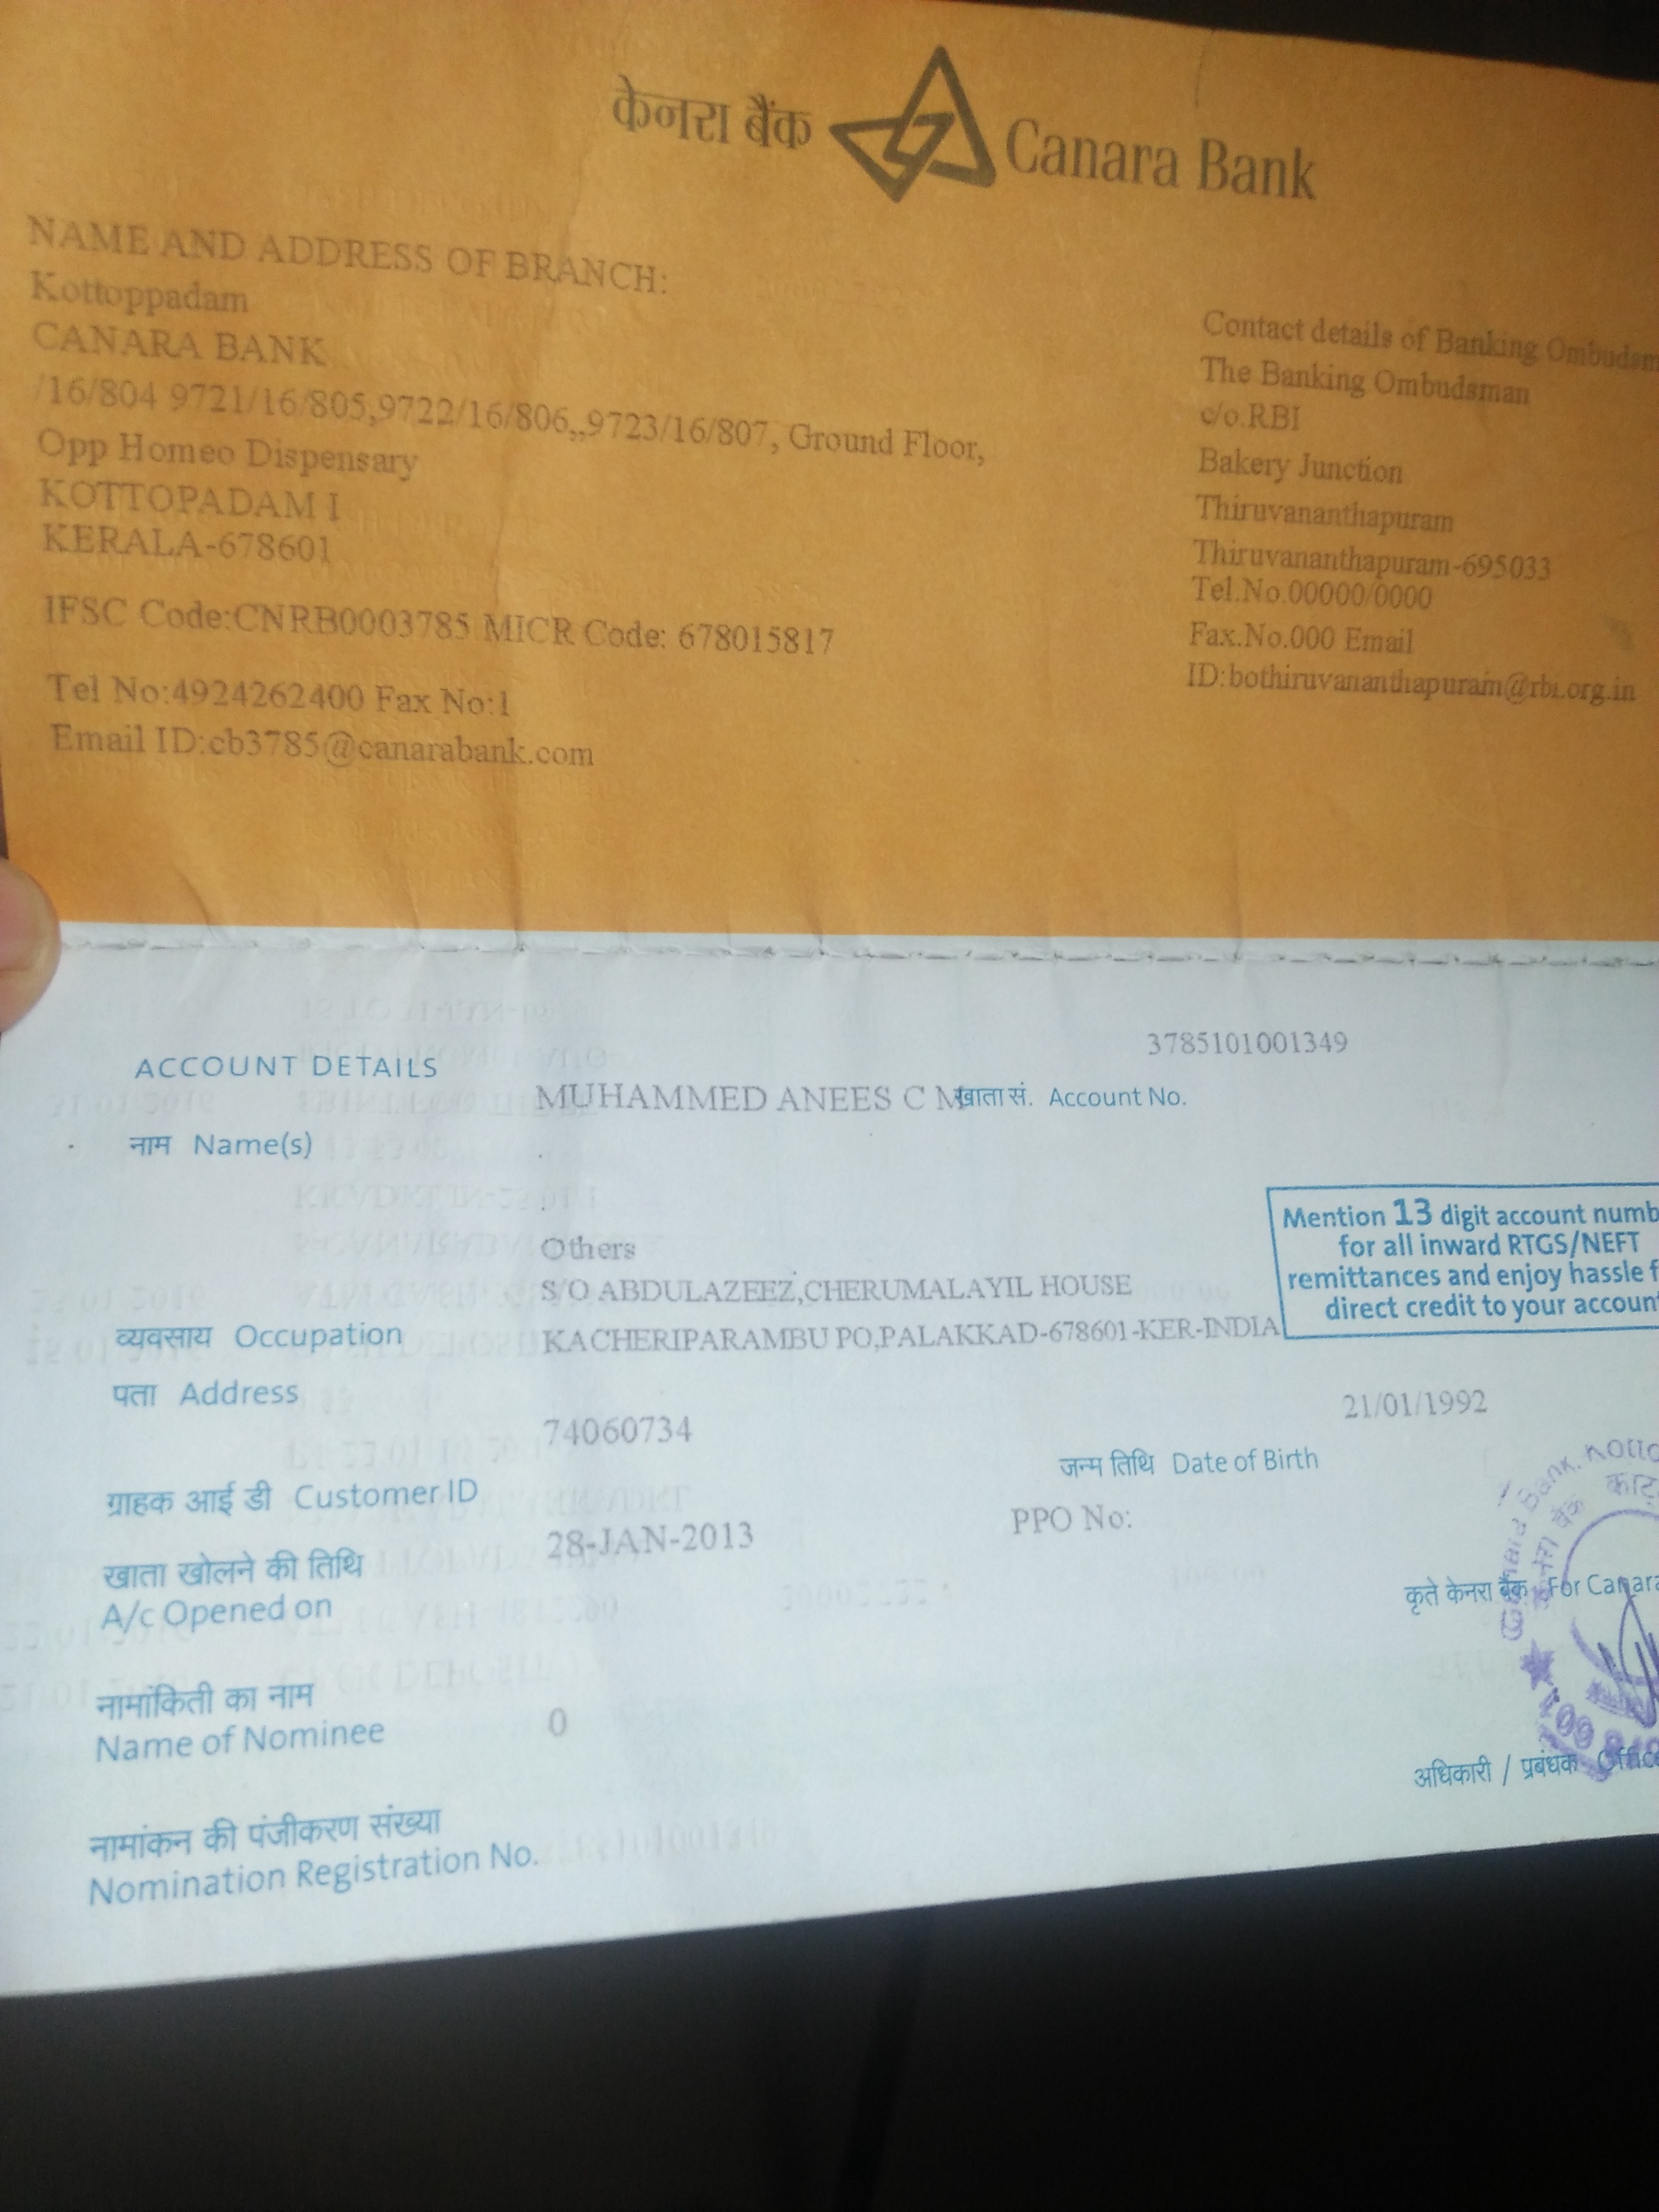 केनरा बैंक Canara Bank
NAME AND ADDRESS OF BRANCH:
Kottoppadam
CANARA BANK
/16/804 9721/16/805,9722/16/806,,9723/16/807, Ground Floor,
Opp Homeo Dispensary
KOTTOPADAM I
KERALA-678601
IFSC Code:CNRB0003785 MICR Code: 678015817
Tel No:4924262400 Fax No:1
Email ID:cb3785@canarabank.com
Contact details of Banking Ombudsm
The Banking Ombudsman
c/o.RBI
Bakery Junction
Thiruvananthapuram
Thiruvananthapuram-695033
Tel.No.00000/0000
Fax.No.000 Email
ID:bothiruvananthapuram@rbi.org.in
3785101001349
ACCOUNT DETAILS
MUHAMMED ANEES C M खाता सं. Account No.
नाम Name(s)
Mention 13 digit account numb
for all inward RTGS/NEFT
remittances and enjoy hassle f
direct credit to your account
Others
S/O ABDULAZEEZ,CHERUMALAYIL HOUSE
व्यवसाय Occupation KACHERIPARAMBU PO,PALAKKAD-678601-KER-INDIA
पता Address
21/01/1992
74060734
जन्म तिथि Date of Birth
ग्राहक आई डी Customer ID
PPO No:
28-JAN-2013
खाता खोलने की तिथि
A/c Opened on
कृते केनरा बैंक For Canara
नामांकिती का नाम
Name of Nominee 0
अधिकारी / प्रबंधक Office
नामांकन की पंजीकरण संख्या
Nomination Registration No.